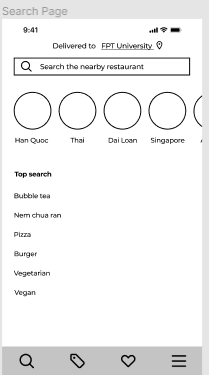 Search Page
9:41
Delivered to FPT University
Search the nearby restaurant
Han Quoc Thai Dai Loan Singapore
Top search
Bubble tea
Nem chua ran
Pizza
Burger
Vegetarian
Vegan